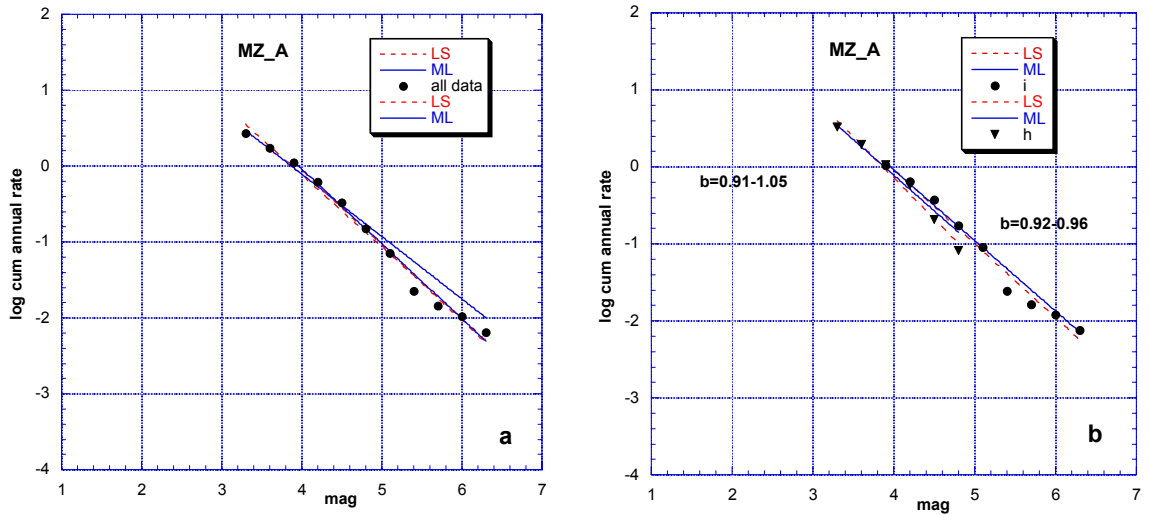 MZ_A
LS
ML
all data
LS
ML
log cum annual rate
2
1
0
-1
-2
-3
-4
1
2
3
4
5
6
7
mag
a
MZ_A
LS
ML
i
LS
ML
h
b=0.91-1.05
b=0.92-0.96
log cum annual rate
2
1
0
-1
-2
-3
-4
1
2
3
4
5
6
7
mag
b